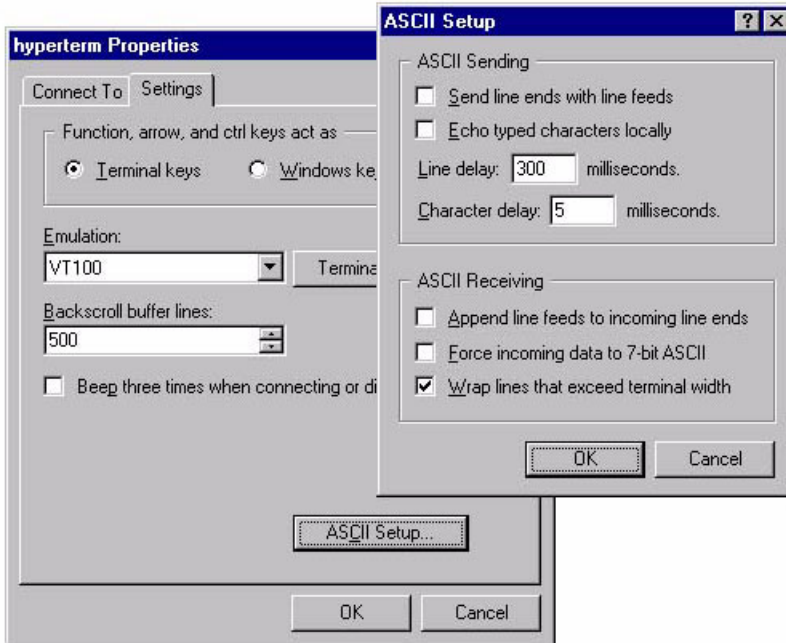 hyperterm Properties
Connect To
Settings
Function, arrow, and ctrl keys act as
Terminal keys
Windows
Emulation:
VT100
Backscroll buffer lines:
500
Beep three times when connecting or
ASCII Setup...
OK
Cancel
ASCII Setup
ASCII Sending
Send line ends with line feeds
Echo typed characters locally
Line delay: 300 milliseconds.
Character delay: 5 milliseconds.
ASCII Receiving
Append line feeds to incoming line ends
Force incoming data to 7-bit ASCII
Wrap lines that exceed terminal width
OK
Cancel